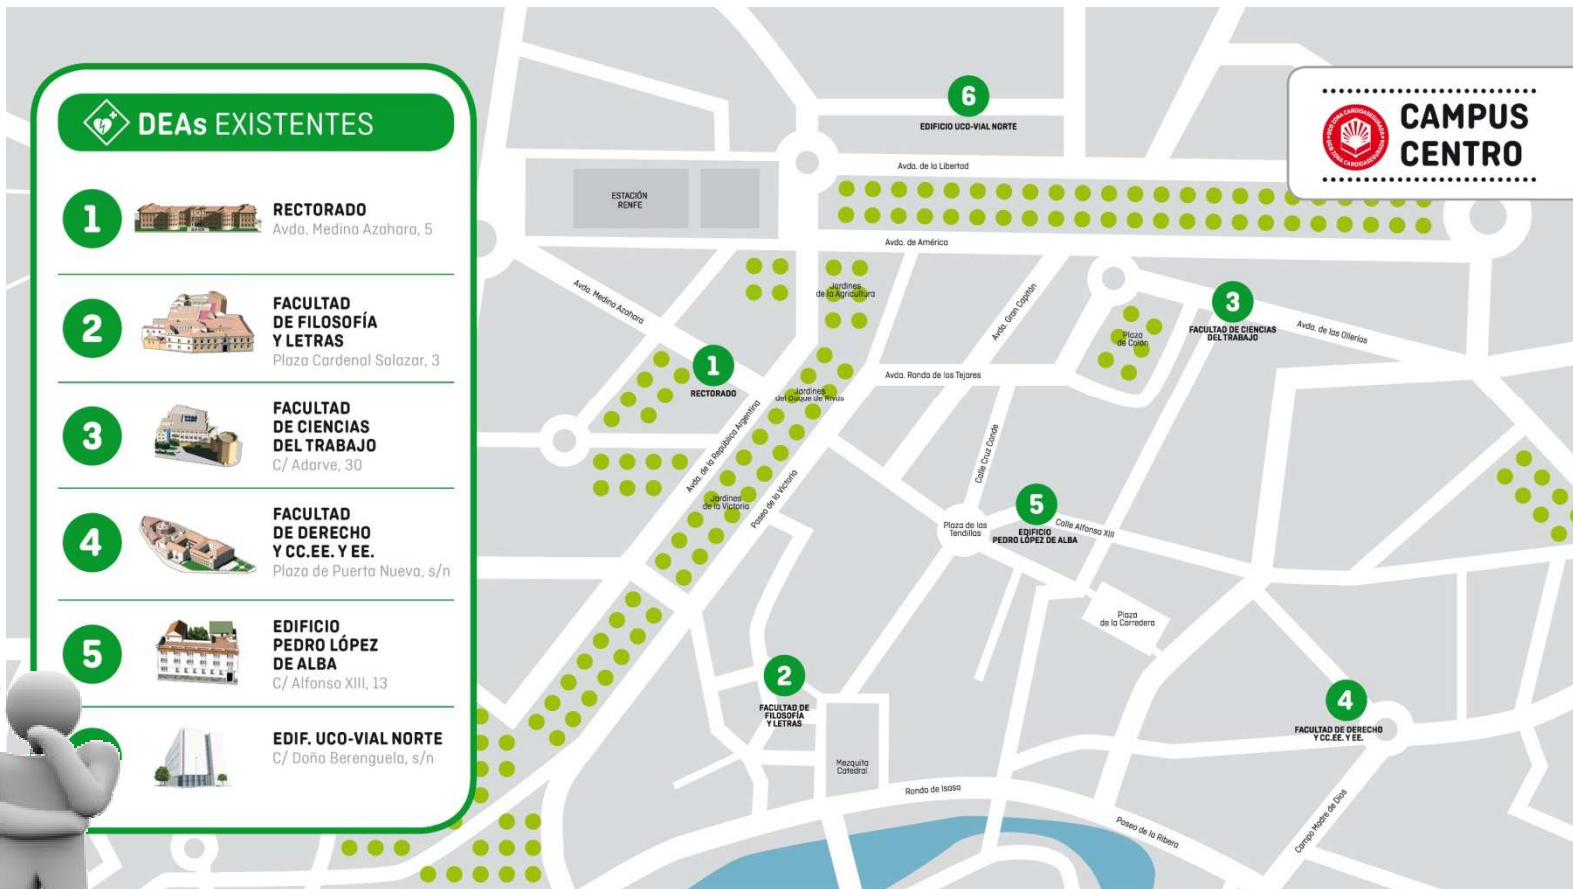 DEAs EXISTENTES
1
RECTORADO
Avda. Medina Azahara, 5
2
FACULTAD
DE FILOSOFÍA
Y LETRAS
Plaza Cardenal Salazar, 3
3
FACULTAD
DE CIENCIAS
DEL TRABAJO
C/ Adarve, 30
4
FACULTAD
DE DERECHO
Y CC.EE. Y EE.
Plaza de Puerta Nueva, s/n
5
EDIFICIO
PEDRO LÓPEZ
DE ALBA
C/ Alfonso XIII, 13
EDIF. UCO-VIAL NORTE
C/ Doña Berenguela, s/n
CAMPUS
CENTRO
6
EDIFICIO UCO-VIAL NORTE
Avda. de la Libertad
ESTACIÓN
RENFE
Avda. de América
Avda. Medina Azahara
Jardines
de la Agricultura
Avda. Gran Capitán
Plaza
de Colón
3
FACULTAD DE CIENCIAS
DEL TRABAJO
Avda. de las Ollerías
1
RECTORADO
Avda. Ronda de los Tejares
Jardines
del Duque de Rivas
Avda. de la República Argentina
Calle Cruz Conde
Jardines
de la Victoria
Paseo de la Victoria
Plaza de las
Tendillas
5
EDIFICIO
PEDRO LÓPEZ DE ALBA
Calle Alfonso XIII
Plaza
de la Corredera
2
FACULTAD DE
FILOSOFÍA
Y LETRAS
4
FACULTAD DE DERECHO
Y CC.EE. Y EE.
Mezquita
Catedral
Ronda de Isasa
Paseo de la Ribera
Campo Madre de Dios